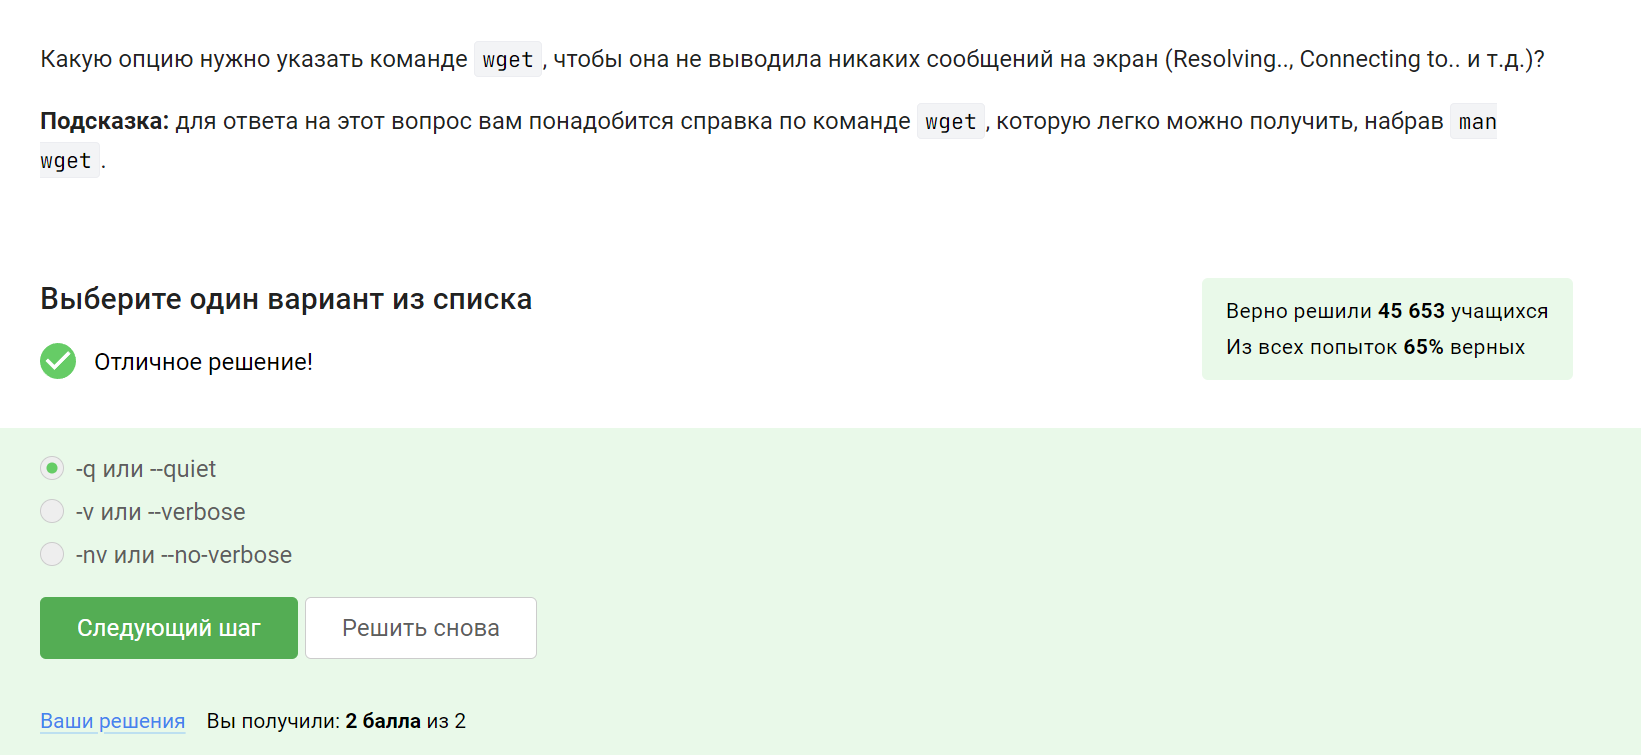 Какую опцию нужно указать команде wget, чтобы она не выводила никаких сообщений на экран (Resolving.., Connecting to.. и т.д.)?
Подсказка: для ответа на этот вопрос вам понадобится справка по команде wget, которую легко можно получить, набрав man
wget.
Выберите один вариант из списка
Отличное решение!
Верно решили 45 653 учащихся
Из всех попыток 65% верных
-q или --quiet
-v или --verbose
-nv или --no-verbose
Следующий шаг
Решить снова
Ваши решения Вы получили: 2 балла из 2